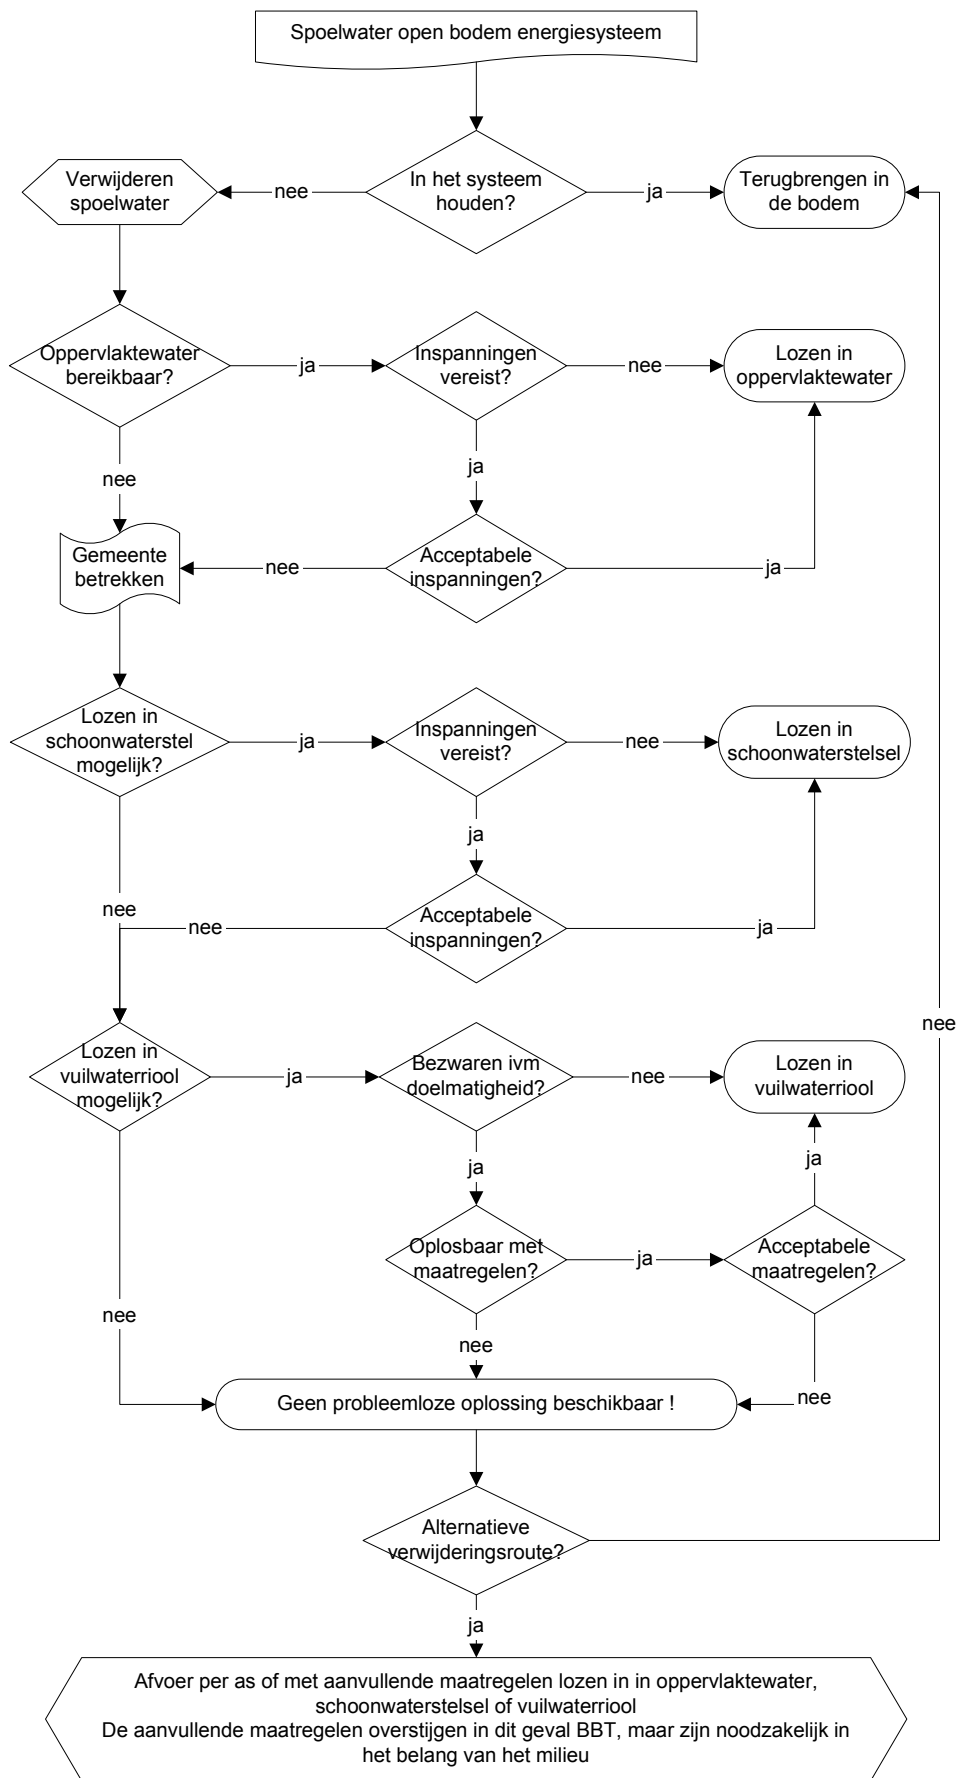 Spoelwater open bodem energiesysteem
Verwijderen
spoelwater
nee
In het systeem
houden?
ja
Terugbrengen in
de bodem
Oppervlaktewater
bereikbaar?
ja
Inspanningen
vereist?
nee
Lozen in
oppervlaktewater
nee
ja
Gemeente
betrekken
nee
Acceptabele
inspanningen?
ja
Lozen in
schoonwaterstel
mogelijk?
ja
Inspanningen
vereist?
nee
Lozen in
schoonwaterstelsel
ja
nee
nee
Acceptabele
inspanningen?
ja
nee
Lozen in
vuilwaterriool
mogelijk?
ja
Bezwaren ivm
doelmatigheid?
nee
Lozen in
vuilwaterriool
ja
ja
Oplosbaar met
maatregelen?
ja
Acceptabele
maatregelen?
nee
nee
nee
Geen probleemloze oplossing beschikbaar !
Alternatieve
verwijderingsroute?
ja
Afvoer per as of met aanvullende maatregelen lozen in in oppervlaktewater,
schoonwaterstelsel of vuilwaterriool
De aanvullende maatregelen overstijgen in dit geval BBT, maar zijn noodzakelijk in
het belang van het milieu